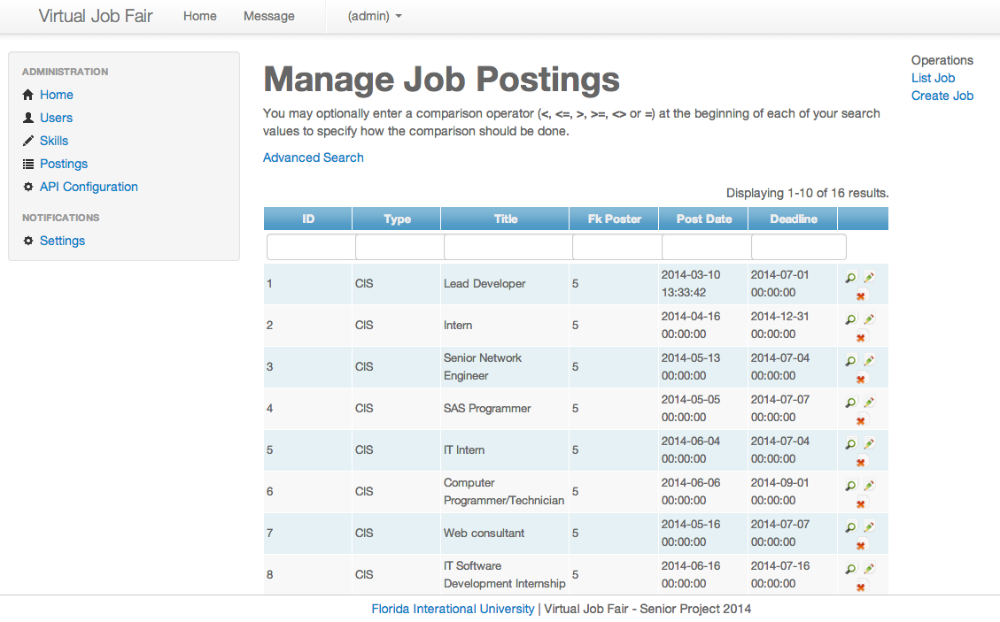 Virtual Job Fair Home Message (admin)
ADMINISTRATION
Home
Users
Skills
Postings
API Configuration
NOTIFICATIONS
Settings
Manage Job Postings
You may optionally enter a comparison operator (<, <=, >, >=, <> or =) at the beginning of each of your search
values to specify how the comparison should be done.
Advanced Search
Operations
List Job
Create Job
Displaying 1-10 of 16 results.
ID Type Title Fk Poster Post Date Deadline
1 CIS Lead Developer 5 2014-03-10 13:33:42 2014-07-01 00:00:00
2 CIS Intern 5 2014-04-16 00:00:00 2014-12-31 00:00:00
3 CIS Senior Network Engineer 5 2014-05-13 00:00:00 2014-07-04 00:00:00
4 CIS SAS Programmer 5 2014-05-05 00:00:00 2014-07-07 00:00:00
5 CIS IT Intern 5 2014-06-04 00:00:00 2014-07-04 00:00:00
6 CIS Computer Programmer/Technician 5 2014-06-06 00:00:00 2014-09-01 00:00:00
7 CIS Web consultant 5 2014-05-16 00:00:00 2014-07-07 00:00:00
8 CIS IT Software Development Internship 5 2014-06-16 00:00:00 2014-07-16 00:00:00
Florida Interational University | Virtual Job Fair - Senior Project 2014